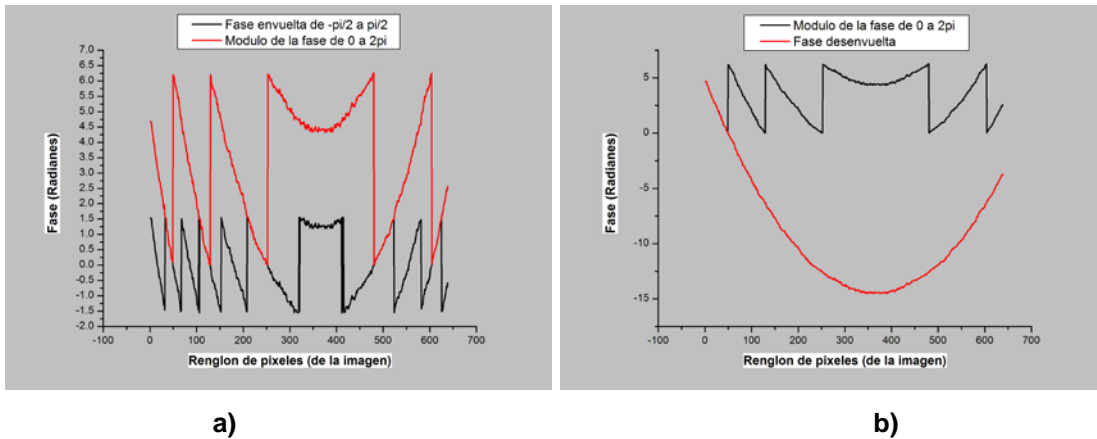 Fase envuelta de -pi/2 a pi/2
Modulo de la fase de 0 a 2pi
7.0
6.5
6.0
5.5
5.0
4.5
4.0
3.5
3.0
2.5
2.0
1.5
1.0
0.5
0.0
-0.5
-1.0
-1.5
-2.0
Fase (Radianes)
-100 0 100 200 300 400 500 600 700
Renglon de pixeles (de la imagen)
a)
Modulo de la fase de 0 a 2pi
Fase desenvuelta
5
0
-5
-10
-15
Fase (Radianes)
-100 0 100 200 300 400 500 600 700
Renglon de pixeles (de la imagen)
b)